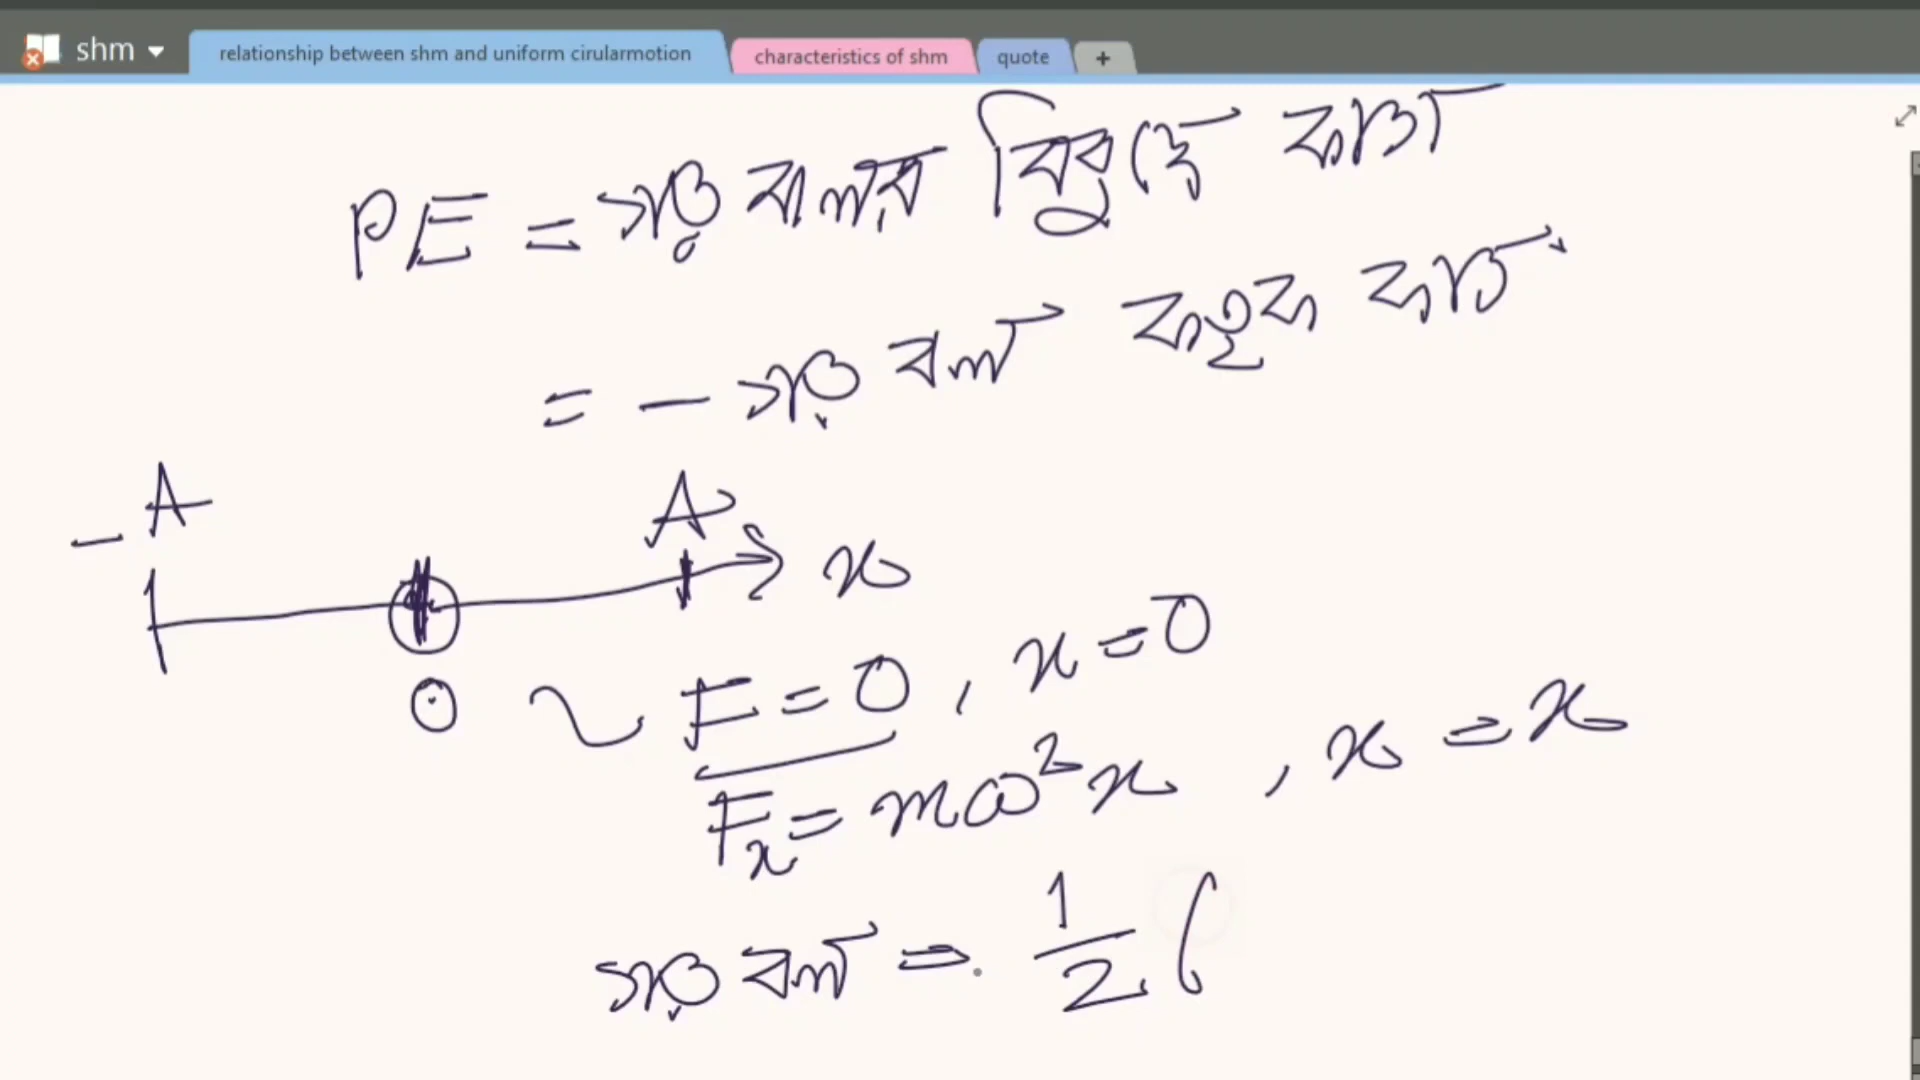 shm
relationship between shm and uniform cirularmotion
characteristics of shm
quote
+
PE = গড় বলের বিরুদ্ধে কাজ
= - গড় বল কর্তৃক কাজ
-A A x
O F = 0 , x = 0
Fx = mω²x , x = x
গড় বল = 1/2 (